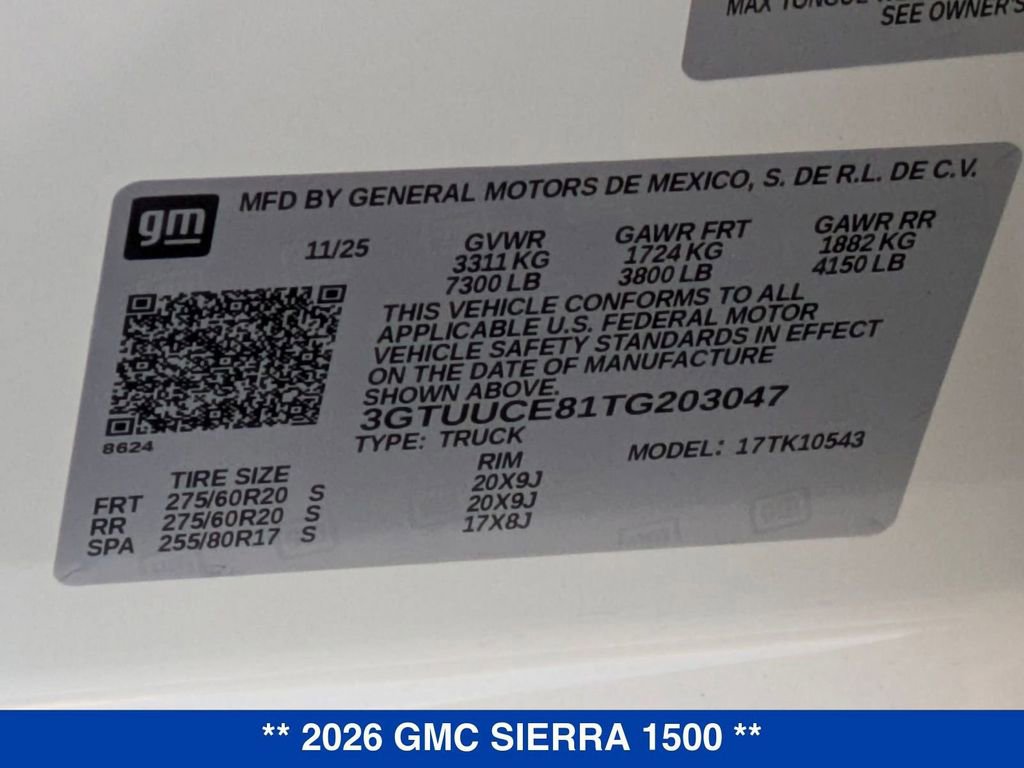 MAX TONGUE
SEE OWNER'S
gm
MFD BY GENERAL MOTORS DE MEXICO, S. DE R.L. DE C.V.
11/25
GVWR
3311 KG
7300 LB
GAWR FRT
1724 KG
3800 LB
GAWR RR
1882 KG
4150 LB
THIS VEHICLE CONFORMS TO ALL
APPLICABLE U.S. FEDERAL MOTOR
VEHICLE SAFETY STANDARDS IN EFFECT
ON THE DATE OF MANUFACTURE
SHOWN ABOVE.
3GTUUCE81TG203047
8624
TYPE: TRUCK
MODEL: 17TK10543
TIRE SIZE RIM
FRT 275/60R20 S 20X9J
RR 275/60R20 S 20X9J
SPA 255/80R17 S 17X8J
** 2026 GMC SIERRA 1500 **